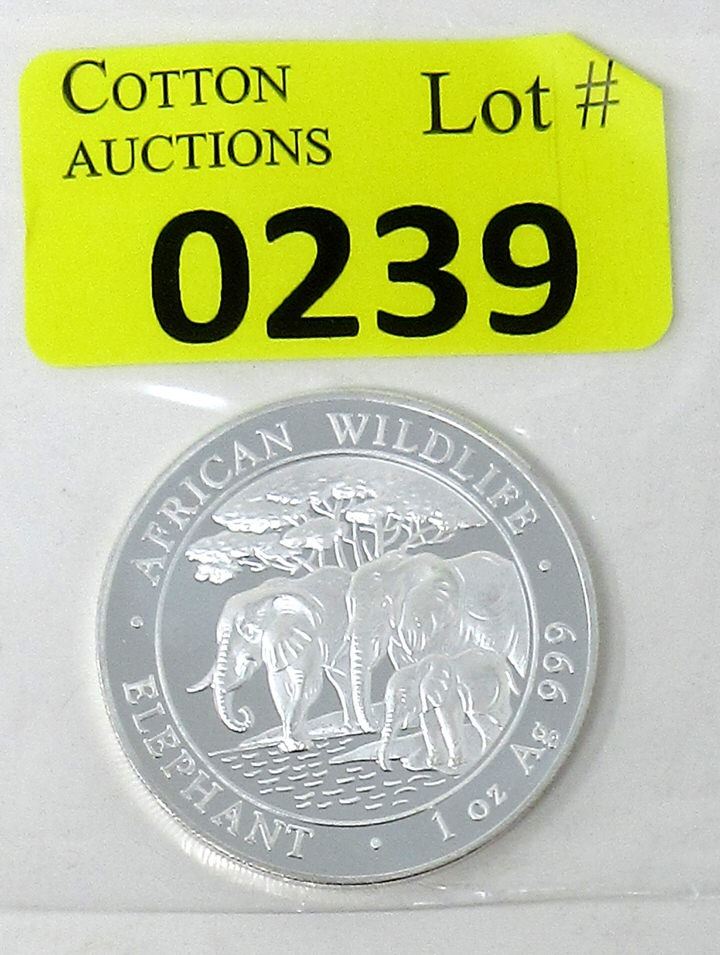 COTTON
AUCTIONS
Lot #
0239
AFRICAN WILDLIFE
ELEPHANT
1 oz Ag 999